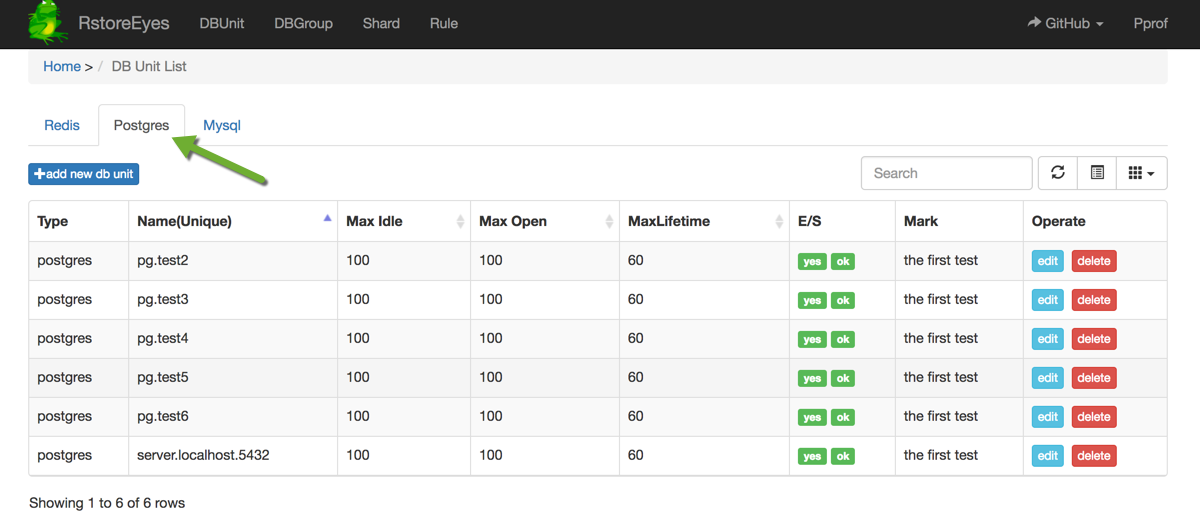 RstoreEyes DBUnit DBGroup Shard Rule GitHub Pprof
Home > / DB Unit List
Redis Postgres Mysql
+add new db unit Search
Type Name(Unique) Max Idle Max Open MaxLifetime E/S Mark Operate
postgres pg.test2 100 100 60 yes ok the first test edit delete
postgres pg.test3 100 100 60 yes ok the first test edit delete
postgres pg.test4 100 100 60 yes ok the first test edit delete
postgres pg.test5 100 100 60 yes ok the first test edit delete
postgres pg.test6 100 100 60 yes ok the first test edit delete
postgres server.localhost.5432 100 100 60 yes ok the first test edit delete
Showing 1 to 6 of 6 rows